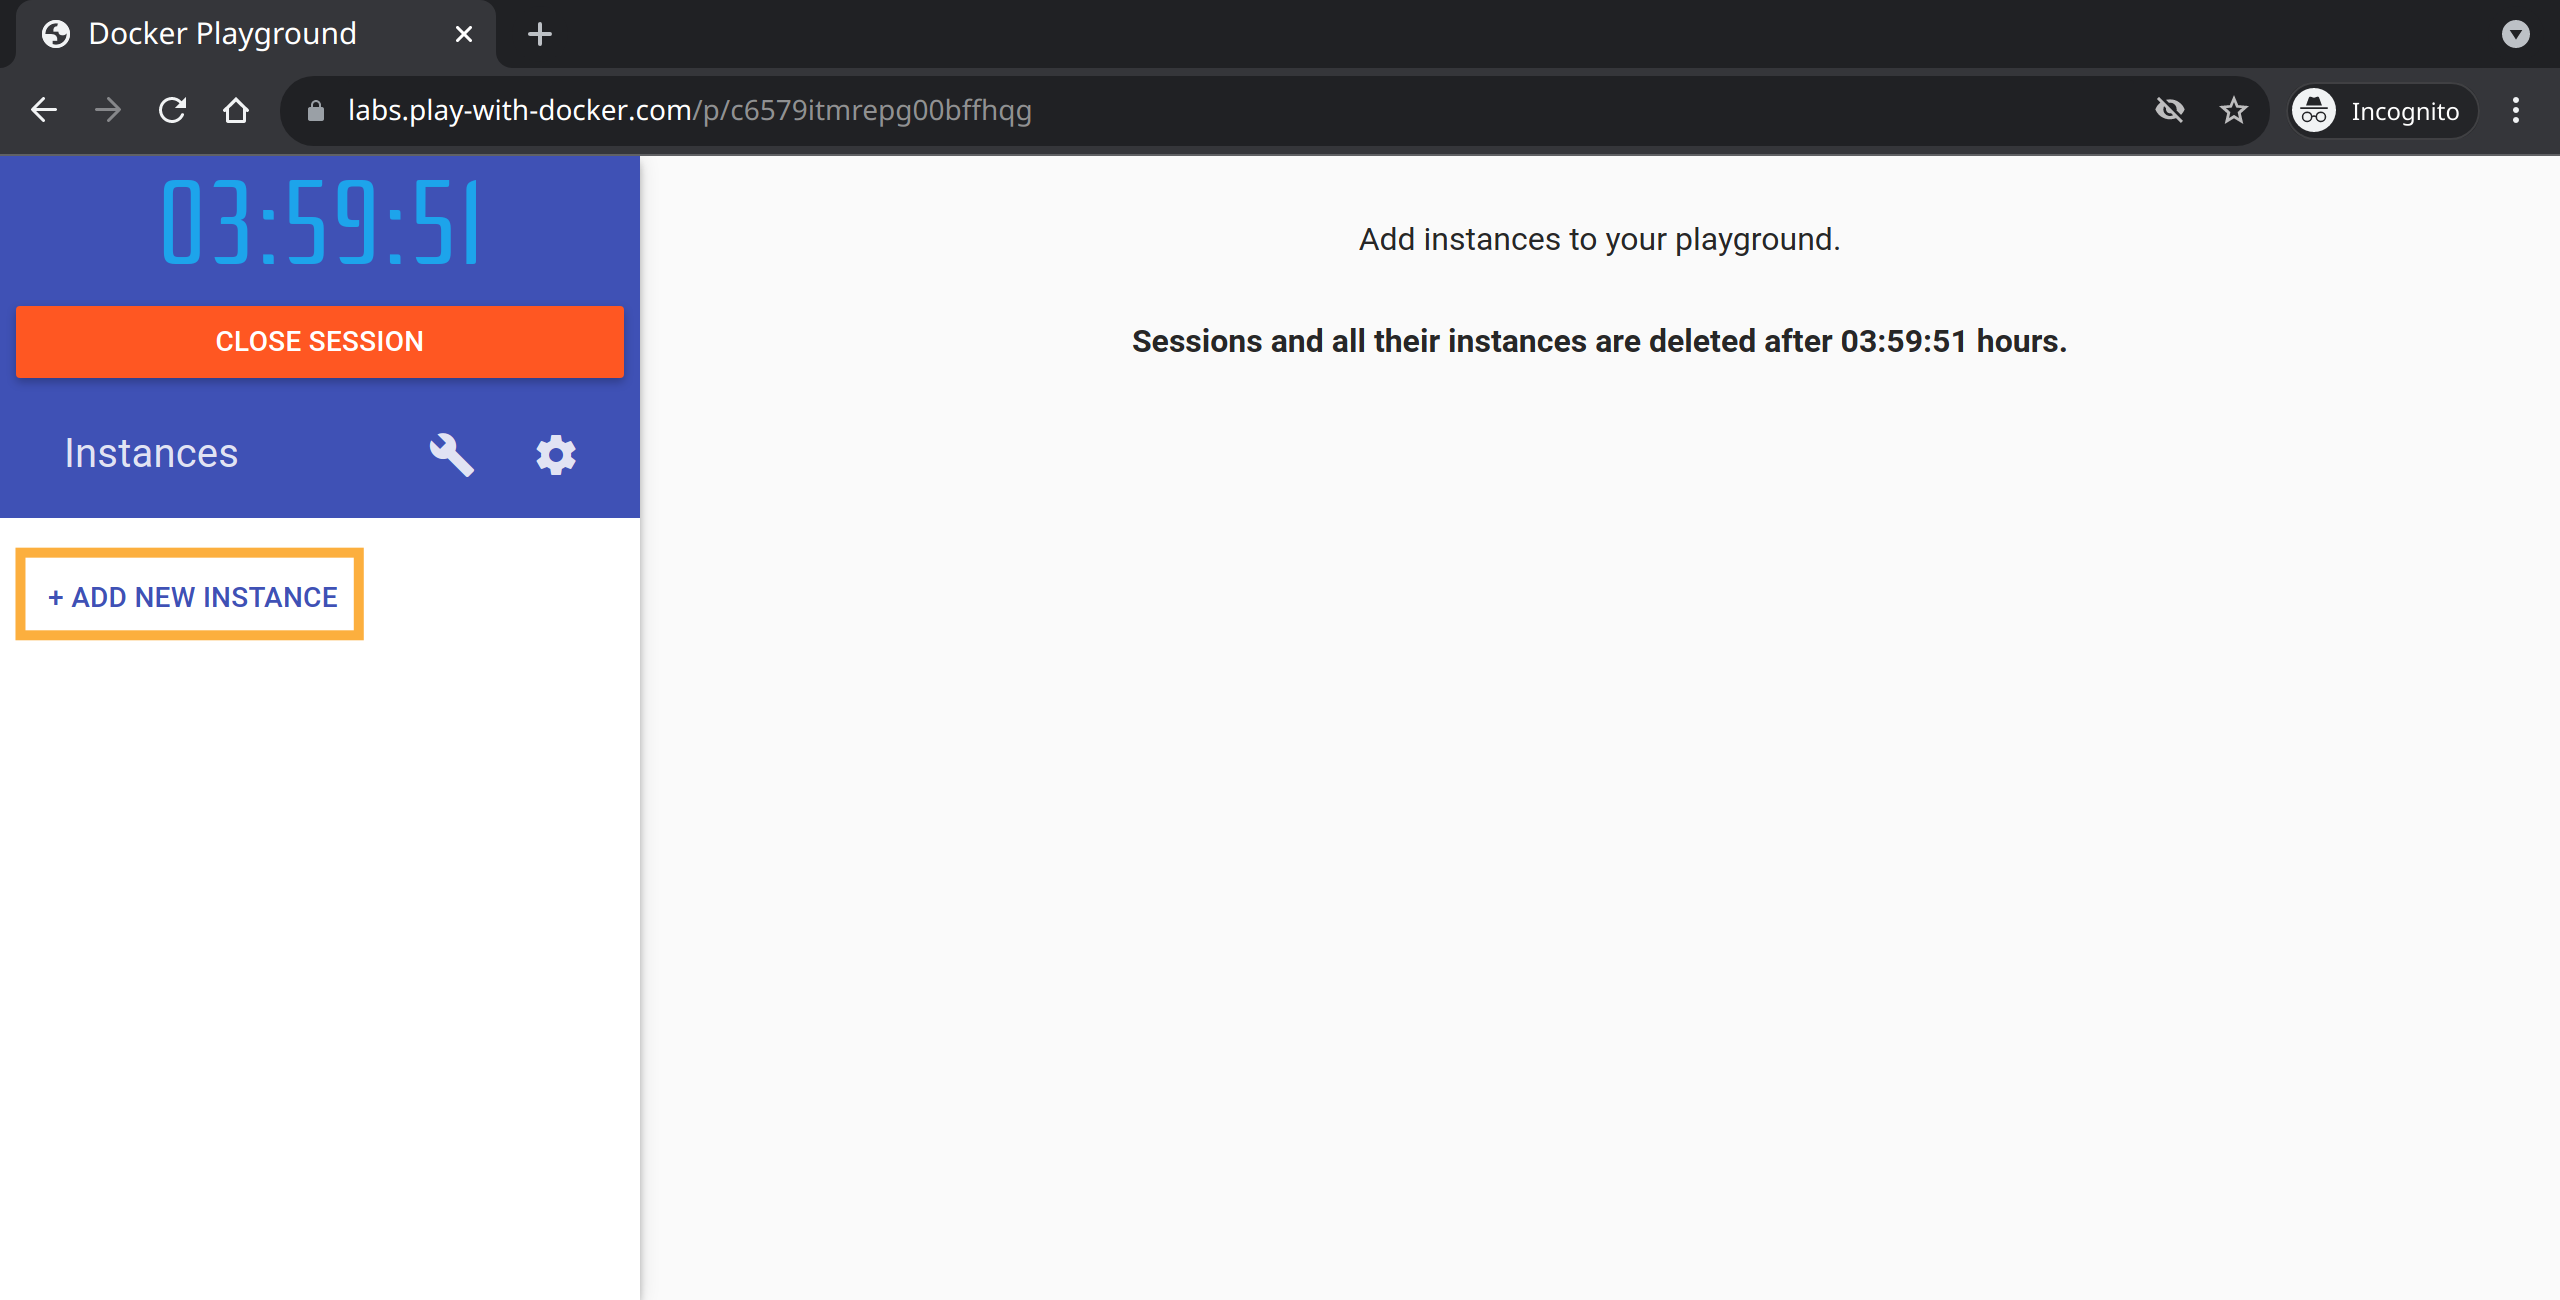 Docker Playground
labs.play-with-docker.com/p/c6579itmrepg00bffhqg
Incognito
03:59:51
CLOSE SESSION
Instances
+ ADD NEW INSTANCE
Add instances to your playground.
Sessions and all their instances are deleted after 03:59:51 hours.